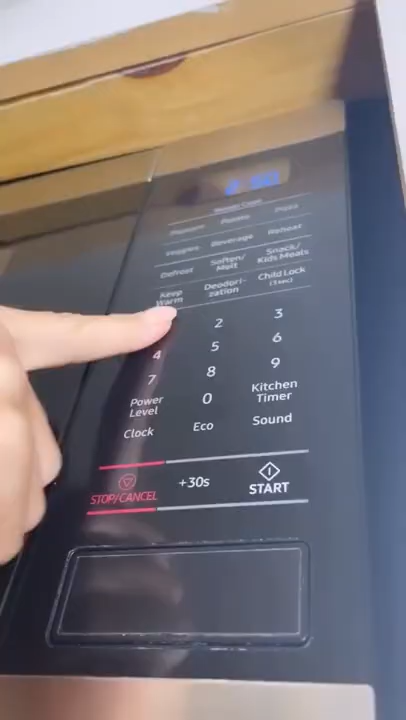 Popcorn Potato Pizza
Veggies Beverage Reheat
Defrost Soften/ Melt Snack/ Kids Meals
Keep Warm Deodori- zation Child Lock (3sec)
2 3
4 5 6
7 8 9
Power Level 0 Kitchen Timer
Clock Eco Sound
STOP/CANCEL +30s START